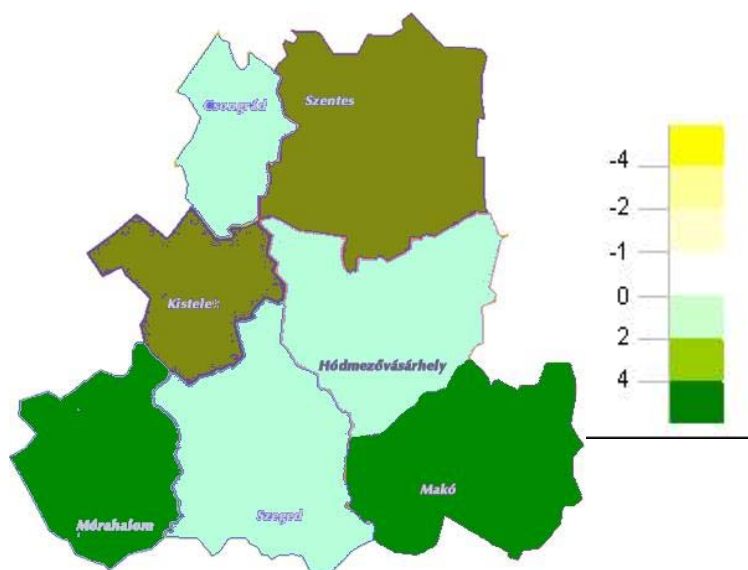 Csongrád
Szentes
Kistelek
Hódmezővásárhely
Mórahalom
Szeged
Makó
-4
-2
-1
0
2
4